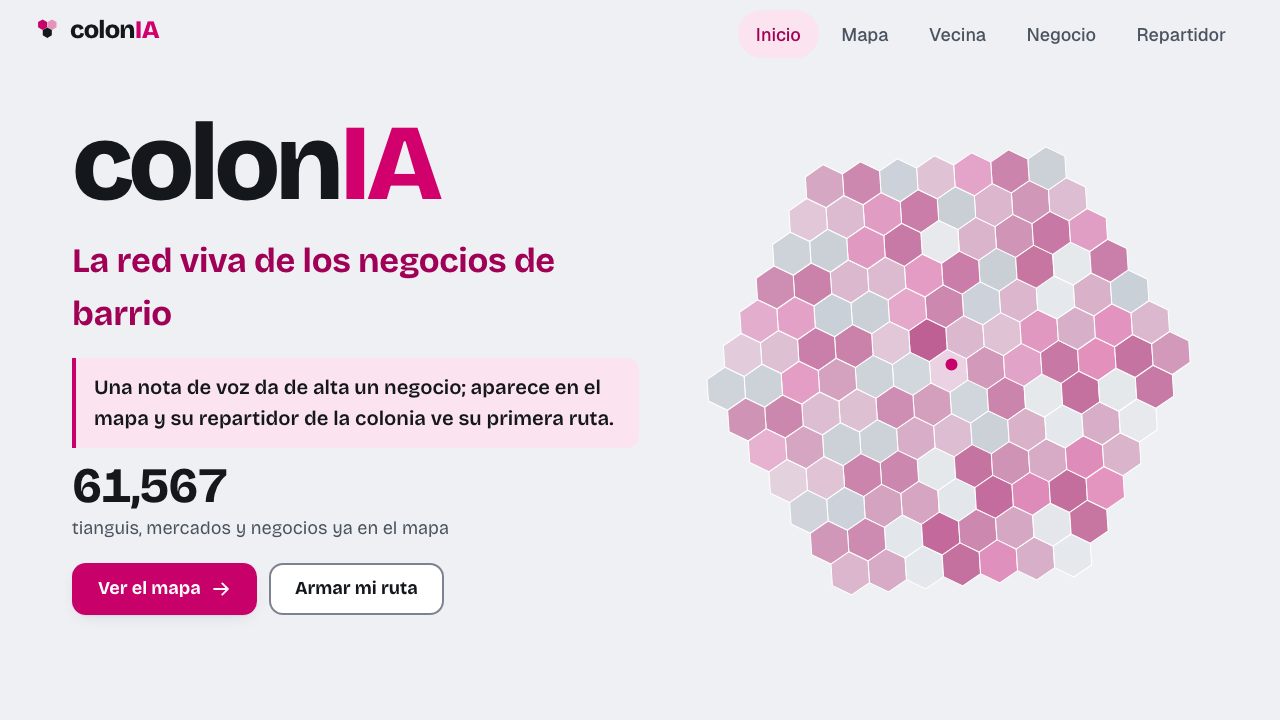 colonIA
Inicio
Mapa
Vecina
Negocio
Repartidor
colonIA
La red viva de los negocios de
barrio
Una nota de voz da de alta un negocio; aparece en el
mapa y su repartidor de la colonia ve su primera ruta.
61,567
tianguis, mercados y negocios ya en el mapa
Ver el mapa →
Armar mi ruta